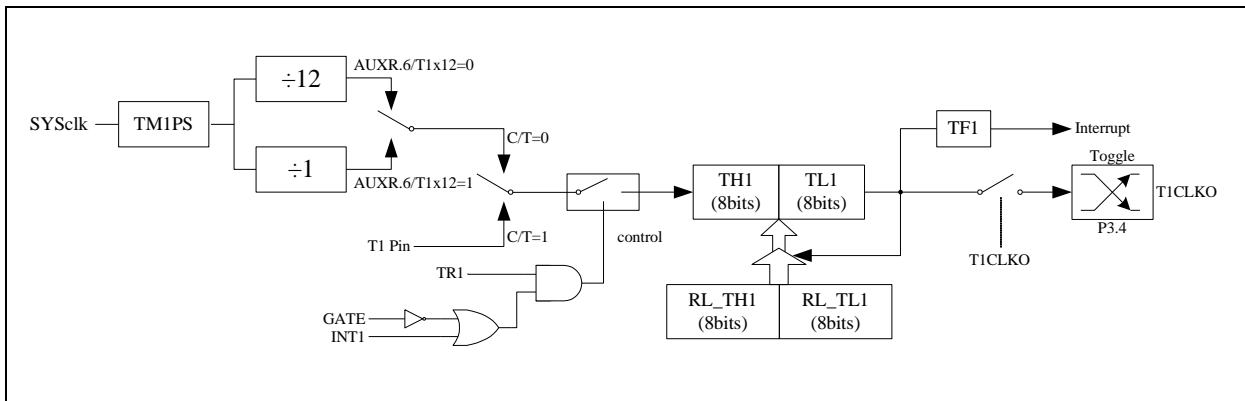 ÷12
AUXR.6/T1x12=0
SYSclk
TM1PS
C/T=0
÷1
AUXR.6/T1x12=1
T1 Pin
C/T=1
control
TR1
GATE
INT1
TH1
(8bits)
TL1
(8bits)
RL_TH1
(8bits)
RL_TL1
(8bits)
TF1
Interrupt
Toggle
T1CLKO
P3.4
T1CLKO